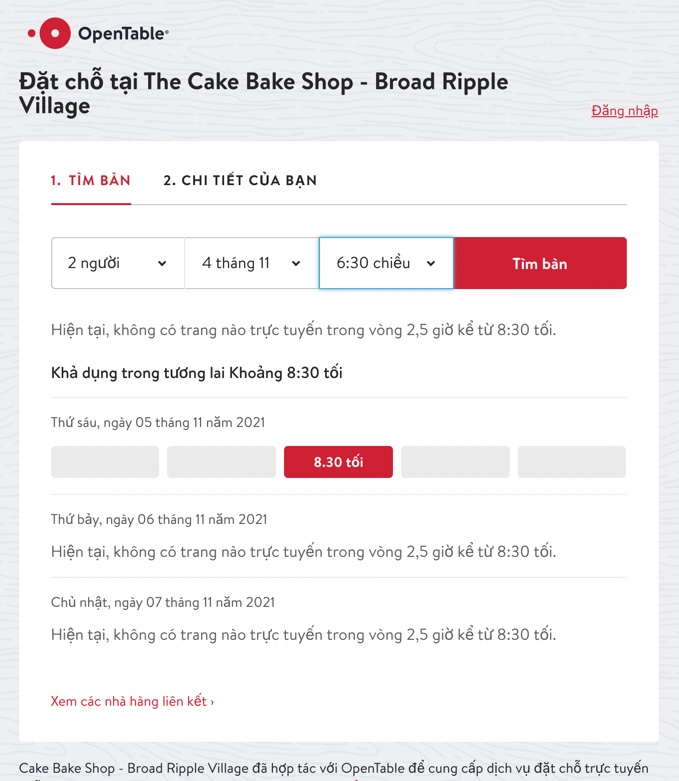 OpenTable®
Đặt chỗ tại The Cake Bake Shop - Broad Ripple
Village
Đăng nhập
1. TÌM BÀN
2. CHI TIẾT CỦA BẠN
2 người
4 tháng 11
6:30 chiều
Tìm bàn
Hiện tại, không có trang nào trực tuyến trong vòng 2,5 giờ kể từ 8:30 tối.
Khả dụng trong tương lai Khoảng 8:30 tối
Thứ sáu, ngày 05 tháng 11 năm 2021
8.30 tối
Thứ bảy, ngày 06 tháng 11 năm 2021
Hiện tại, không có trang nào trực tuyến trong vòng 2,5 giờ kể từ 8:30 tối.
Chủ nhật, ngày 07 tháng 11 năm 2021
Hiện tại, không có trang nào trực tuyến trong vòng 2,5 giờ kể từ 8:30 tối.
Xem các nhà hàng liên kết ›
Cake Bake Shop - Broad Ripple Village đã hợp tác với OpenTable để cung cấp dịch vụ đặt chỗ trực tuyến